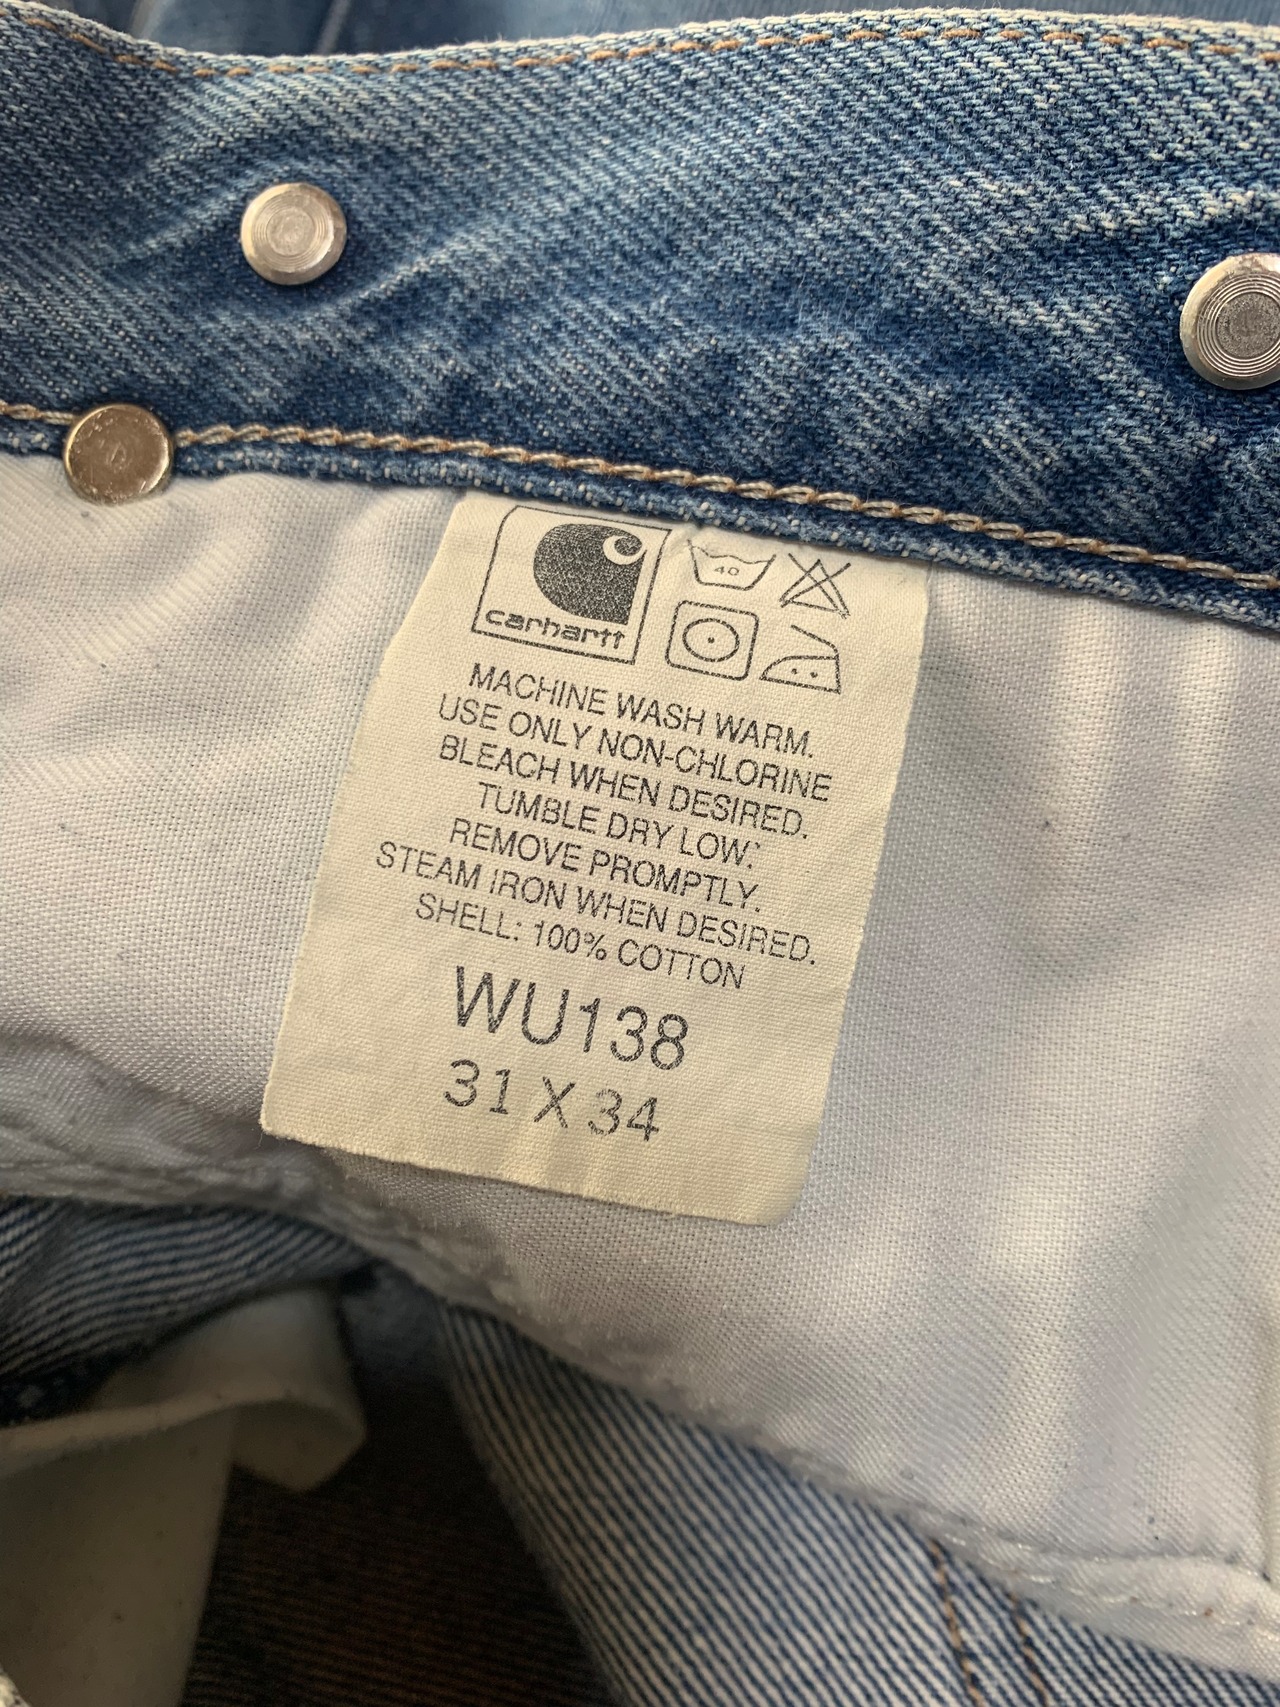 carhartt
40
MACHINE WASH WARM.
USE ONLY NON-CHLORINE
BLEACH WHEN DESIRED.
TUMBLE DRY LOW.
REMOVE PROMPTLY.
STEAM IRON WHEN DESIRED.
SHELL: 100% COTTON
WU138
31 X 34